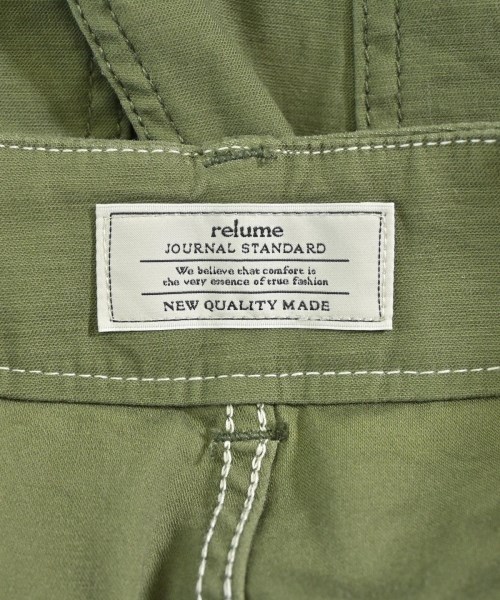 relume
JOURNAL STANDARD
We believe that comfort is
the very essence of true fashion
NEW QUALITY MADE